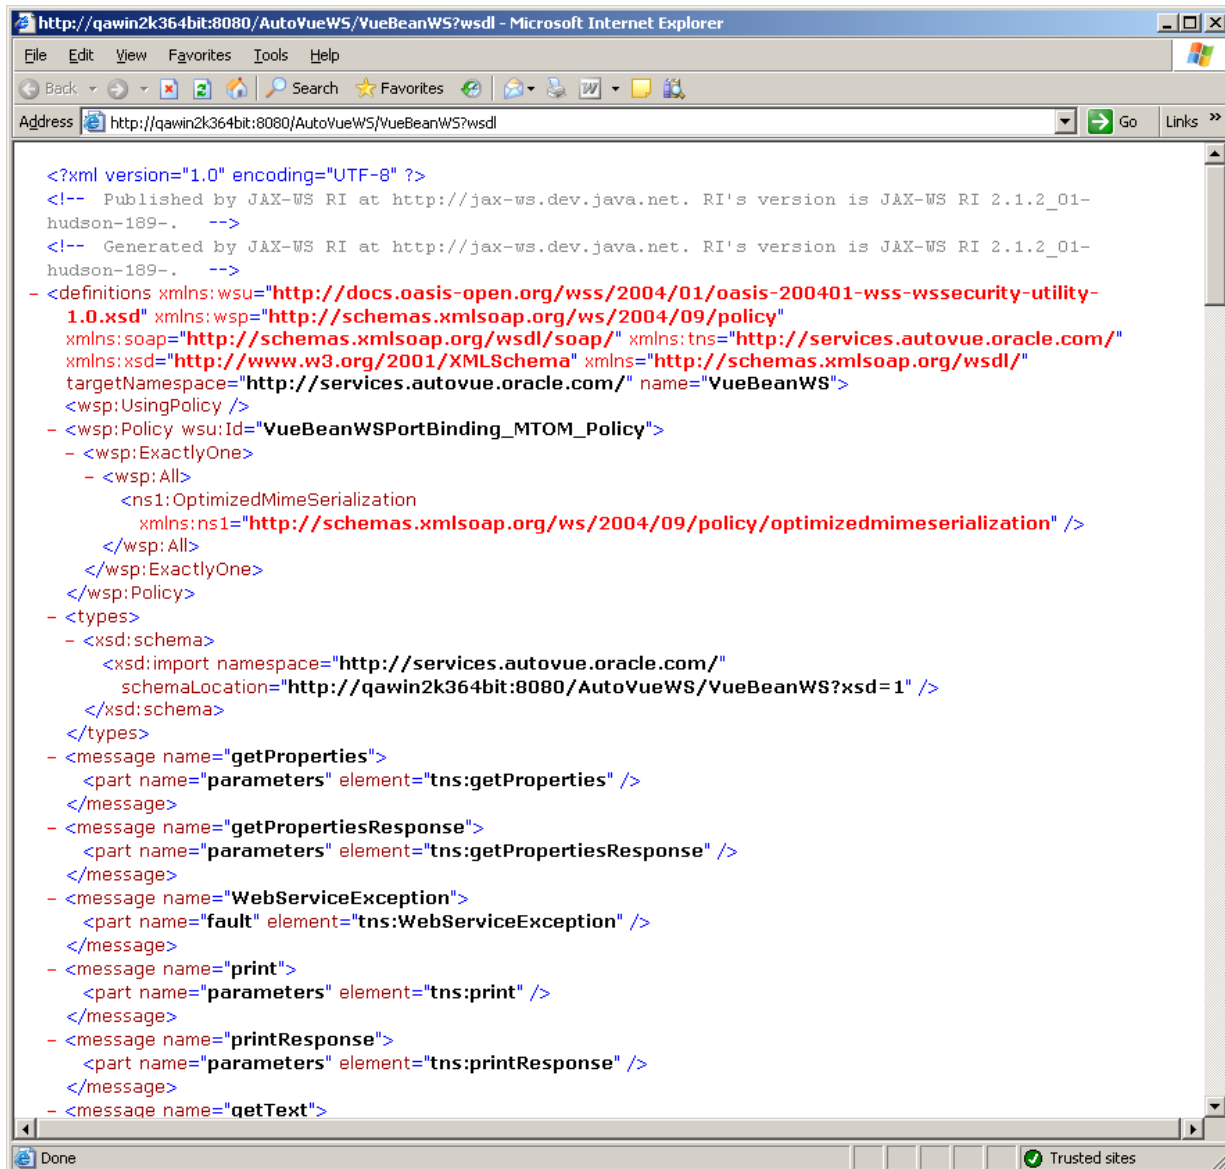 http://qawin2k364bit:8080/AutoVueWS/VueBeanWS?wsdl - Microsoft Internet Explorer
File Edit View Favorites Tools Help
Back Search Favorites
Address http://qawin2k364bit:8080/AutoVueWS/VueBeanWS?wsdl Go Links »
<?xml version="1.0" encoding="UTF-8" ?>
<!-- Published by JAX-WS RI at http://jax-ws.dev.java.net. RI's version is JAX-WS RI 2.1.2_01-
hudson-189-. -->
<!-- Generated by JAX-WS RI at http://jax-ws.dev.java.net. RI's version is JAX-WS RI 2.1.2_01-
hudson-189-. -->
- <definitions xmlns:wsu="http://docs.oasis-open.org/wss/2004/01/oasis-200401-wss-wssecurity-utility-
1.0.xsd" xmlns:wsp="http://schemas.xmlsoap.org/ws/2004/09/policy"
xmlns:soap="http://schemas.xmlsoap.org/wsdl/soap/" xmlns:tns="http://services.autovue.oracle.com/"
xmlns:xsd="http://www.w3.org/2001/XMLSchema" xmlns="http://schemas.xmlsoap.org/wsdl/"
targetNamespace="http://services.autovue.oracle.com/" name="VueBeanWS">
<wsp:UsingPolicy />
- <wsp:Policy wsu:Id="VueBeanWSPortBinding_MTOM_Policy">
- <wsp:ExactlyOne>
- <wsp:All>
<ns1:OptimizedMimeSerialization
xmlns:ns1="http://schemas.xmlsoap.org/ws/2004/09/policy/optimizedmimeserialization" />
</wsp:All>
</wsp:ExactlyOne>
</wsp:Policy>
- <types>
- <xsd:schema>
<xsd:import namespace="http://services.autovue.oracle.com/"
schemaLocation="http://qawin2k364bit:8080/AutoVueWS/VueBeanWS?xsd=1" />
</xsd:schema>
</types>
- <message name="getProperties">
<part name="parameters" element="tns:getProperties" />
</message>
- <message name="getPropertiesResponse">
<part name="parameters" element="tns:getPropertiesResponse" />
</message>
- <message name="WebServiceException">
<part name="fault" element="tns:WebServiceException" />
</message>
- <message name="print">
<part name="parameters" element="tns:print" />
</message>
- <message name="printResponse">
<part name="parameters" element="tns:printResponse" />
</message>
- <message name="getText">
Done Trusted sites